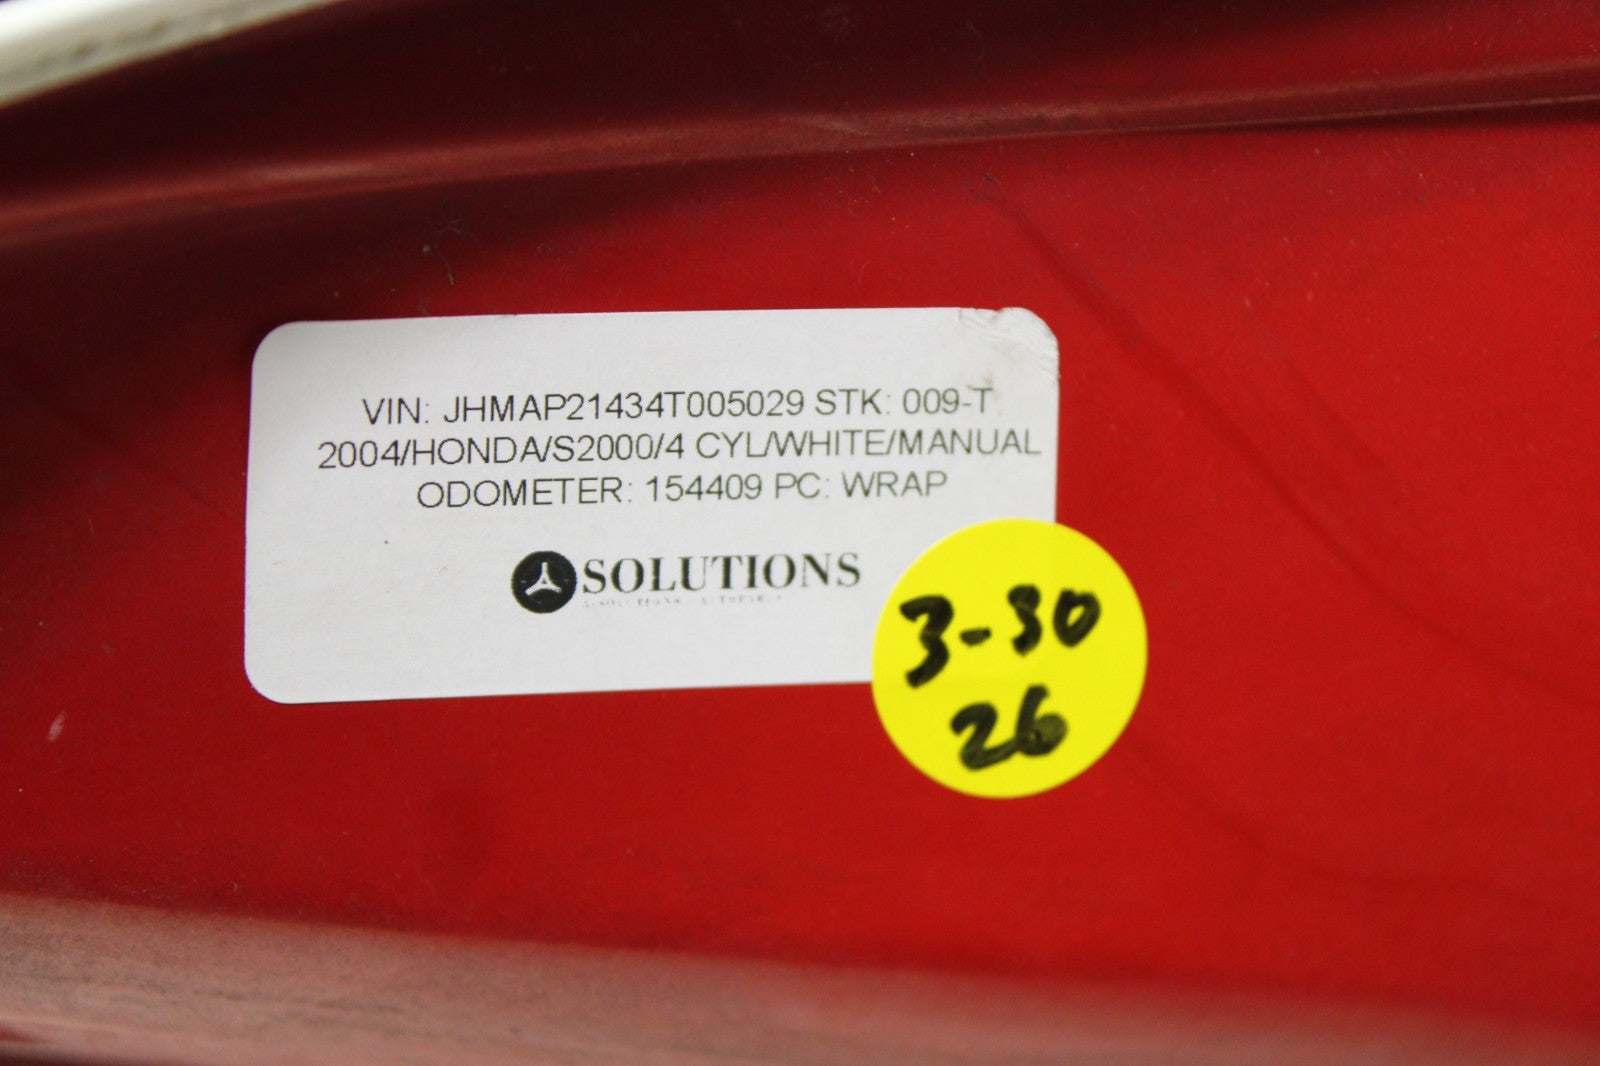 VIN: JHMAP21434T005029 STK: 009-T
2004/HONDA/S2000/4 CYL/WHITE/MANUAL
ODOMETER: 154409 PC: WRAP
SOLUTIONS
3-30
26